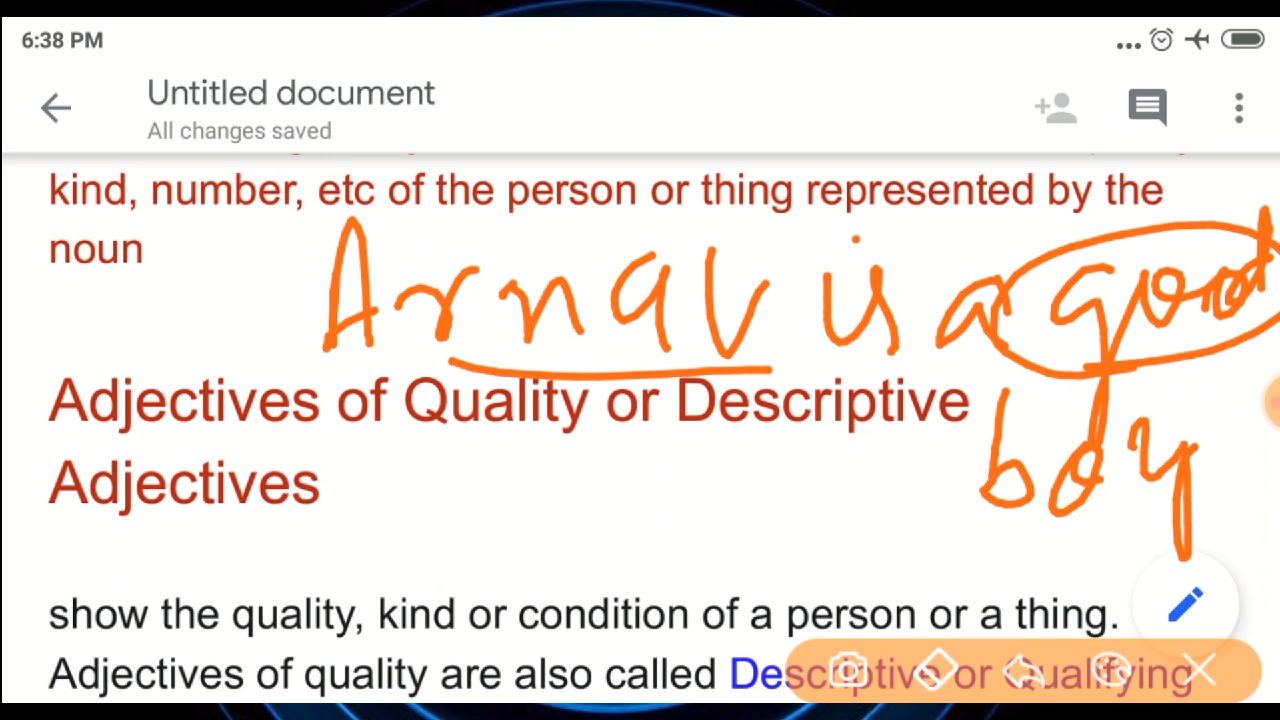 6:38 PM
Untitled document
All changes saved
kind, number, etc of the person or thing represented by the
noun
Arnav is a good
boy
Adjectives of Quality or Descriptive
Adjectives
show the quality, kind or condition of a person or a thing.
Adjectives of quality are also called Descriptive or Qualifying